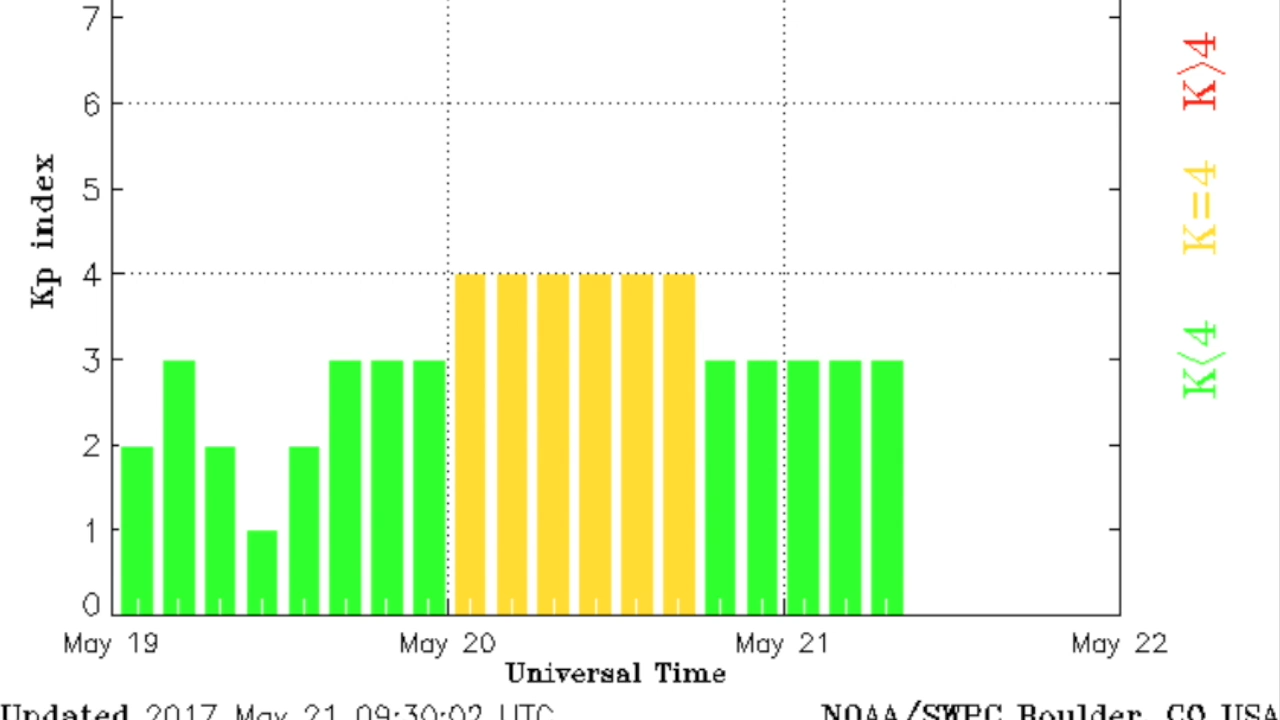 7
6
5
4
3
2
1
0
Kp index
May 19 May 20 May 21 May 22
Universal Time
K>4
K=4
K<4
Updated 2017 May 21 09:30:02 UTC NOAA/SWPC Boulder, CO USA